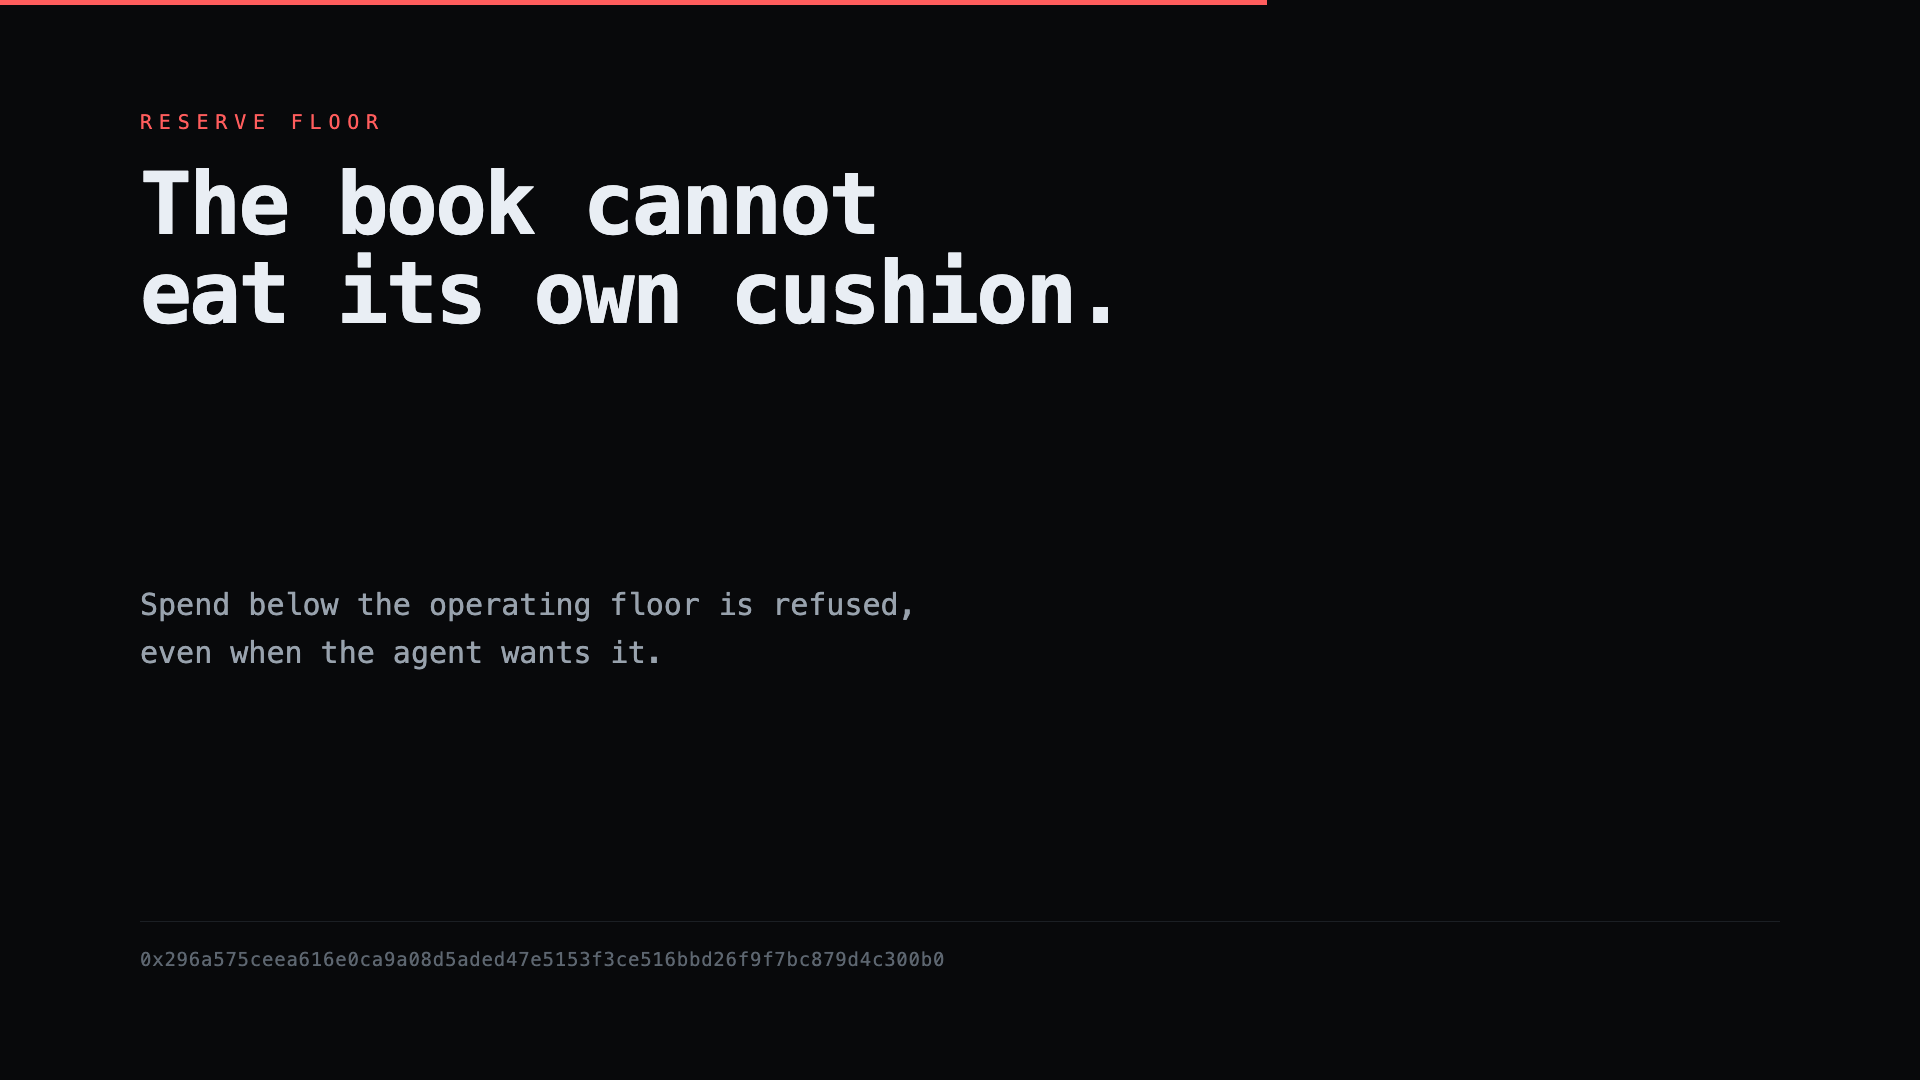 RESERVE FLOOR
The book cannot
eat its own cushion.
Spend below the operating floor is refused,
even when the agent wants it.
0x296a575ceea616e0ca9a08d5aded47e5153f3ce516bbd26f9f7bc879d4c300b0